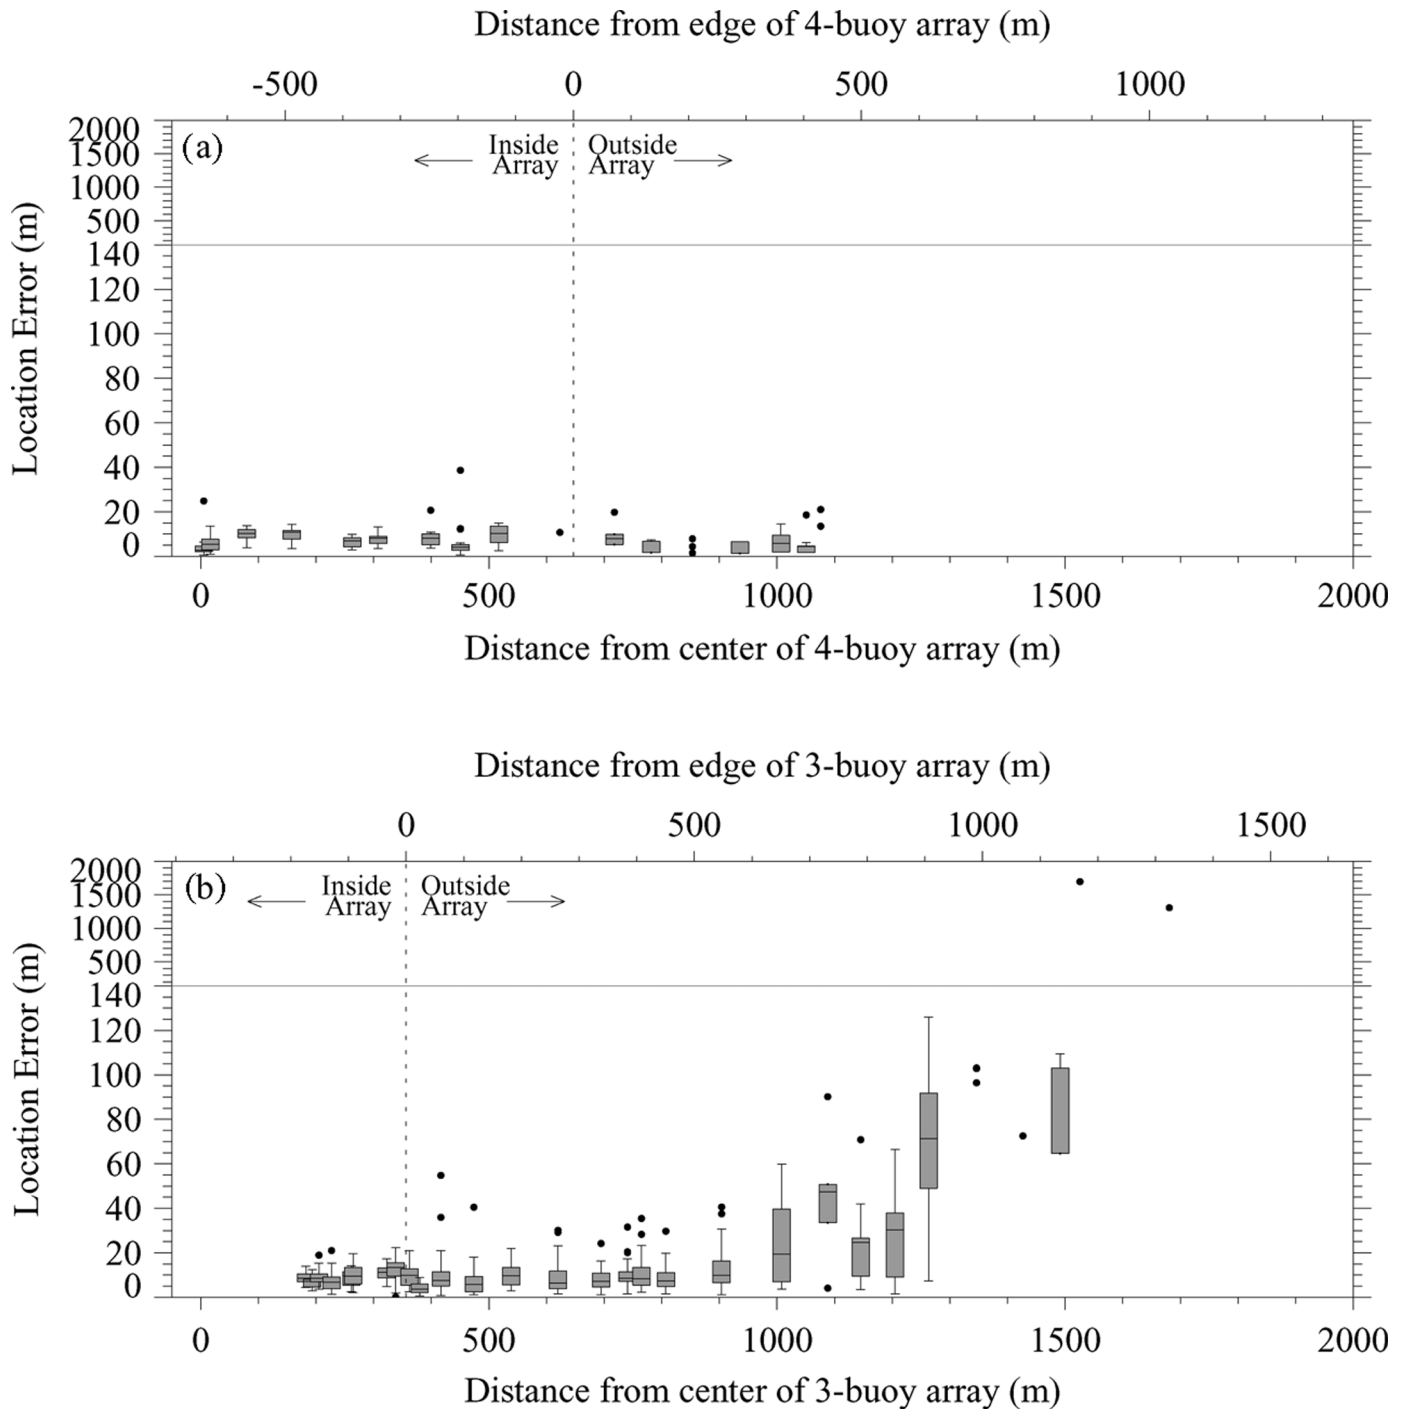 Distance from edge of 4-buoy array (m)
-500 0 500 1000
2000
(a)
Inside Outside
Array Array
1500
1000
500
140
120
100
80
60
40
20
0
Location Error (m)
0 500 1000 1500 2000
Distance from center of 4-buoy array (m)
Distance from edge of 3-buoy array (m)
0 500 1000 1500
2000
(b)
Inside Outside
Array Array
1500
1000
500
140
120
100
80
60
40
20
0
Location Error (m)
0 500 1000 1500 2000
Distance from center of 3-buoy array (m)